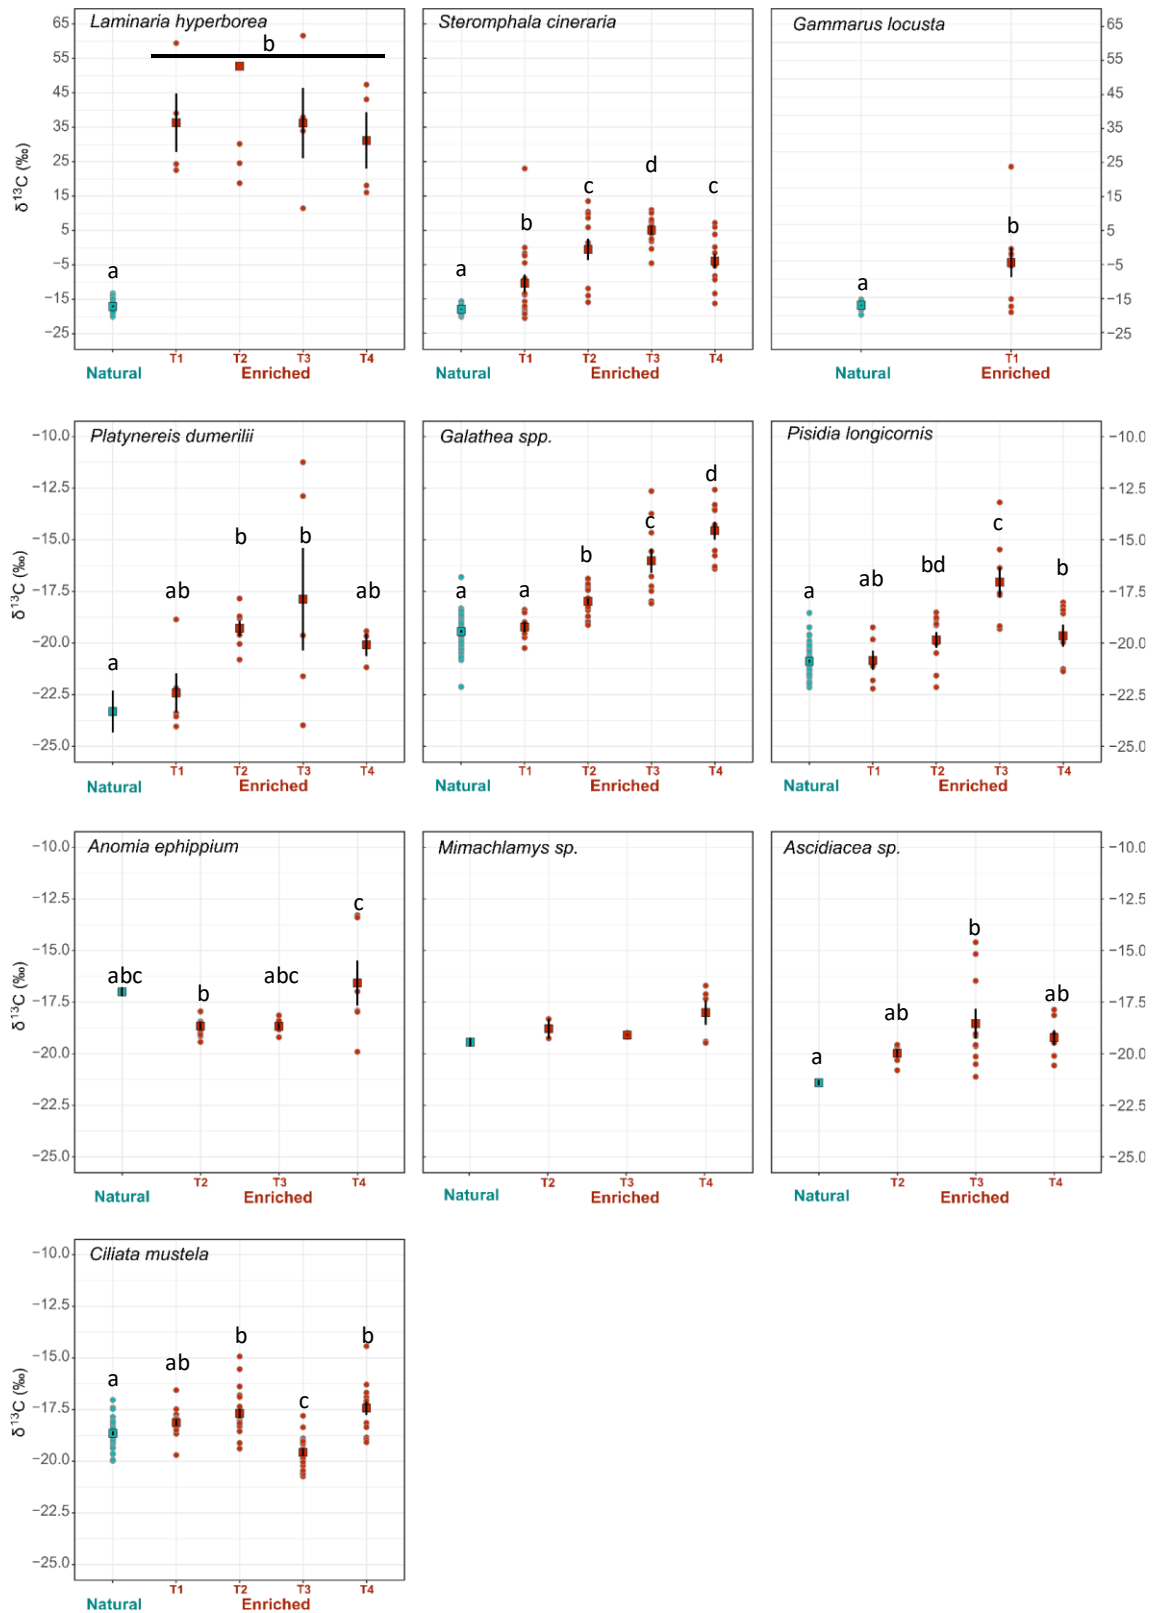 Laminaria hyperborea
Steromphala cineraria
Gammarus locusta
65
55
45
35
25
15
5
−5
−15
−25
δ¹³C (‰)
a
b
a
b
c
d
c
a
b
65
55
45
35
25
15
5
−5
−15
−25
T1 T2 T3 T4
Natural Enriched
T1 T2 T3 T4
Natural Enriched
T1
Natural Enriched
Platynereis dumerilii
Galathea spp.
Pisidia longicornis
−10.0
−12.5
−15.0
−17.5
−20.0
−22.5
−25.0
δ¹³C (‰)
a
ab
b
b
ab
a
a
b
c
d
a
ab
bd
c
b
−10.0
−12.5
−15.0
−17.5
−20.0
−22.5
−25.0
T1 T2 T3 T4
Natural Enriched
T1 T2 T3 T4
Natural Enriched
T1 T2 T3 T4
Natural Enriched
Anomia ephippium
Mimachlamys sp.
Ascidiacea sp.
−10.0
−12.5
−15.0
−17.5
−20.0
−22.5
−25.0
δ¹³C (‰)
abc
b
abc
c
a
ab
b
ab
−10.0
−12.5
−15.0
−17.5
−20.0
−22.5
−25.0
T2 T3 T4
Natural Enriched
T2 T3 T4
Natural Enriched
T2 T3 T4
Natural Enriched
Ciliata mustela
−10.0
−12.5
−15.0
−17.5
−20.0
−22.5
−25.0
δ¹³C (‰)
a
ab
b
c
b
T1 T2 T3 T4
Natural Enriched